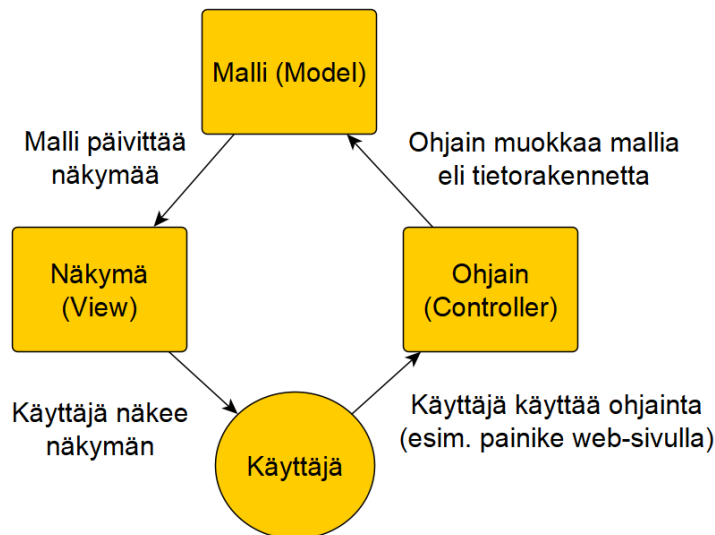 Malli (Model)
Malli päivittää
näkymää
Ohjain muokkaa mallia
eli tietorakennetta
Näkymä
(View)
Ohjain
(Controller)
Käyttäjä näkee
näkymän
Käyttäjä
Käyttäjä käyttää ohjainta
(esim. painike web-sivulla)